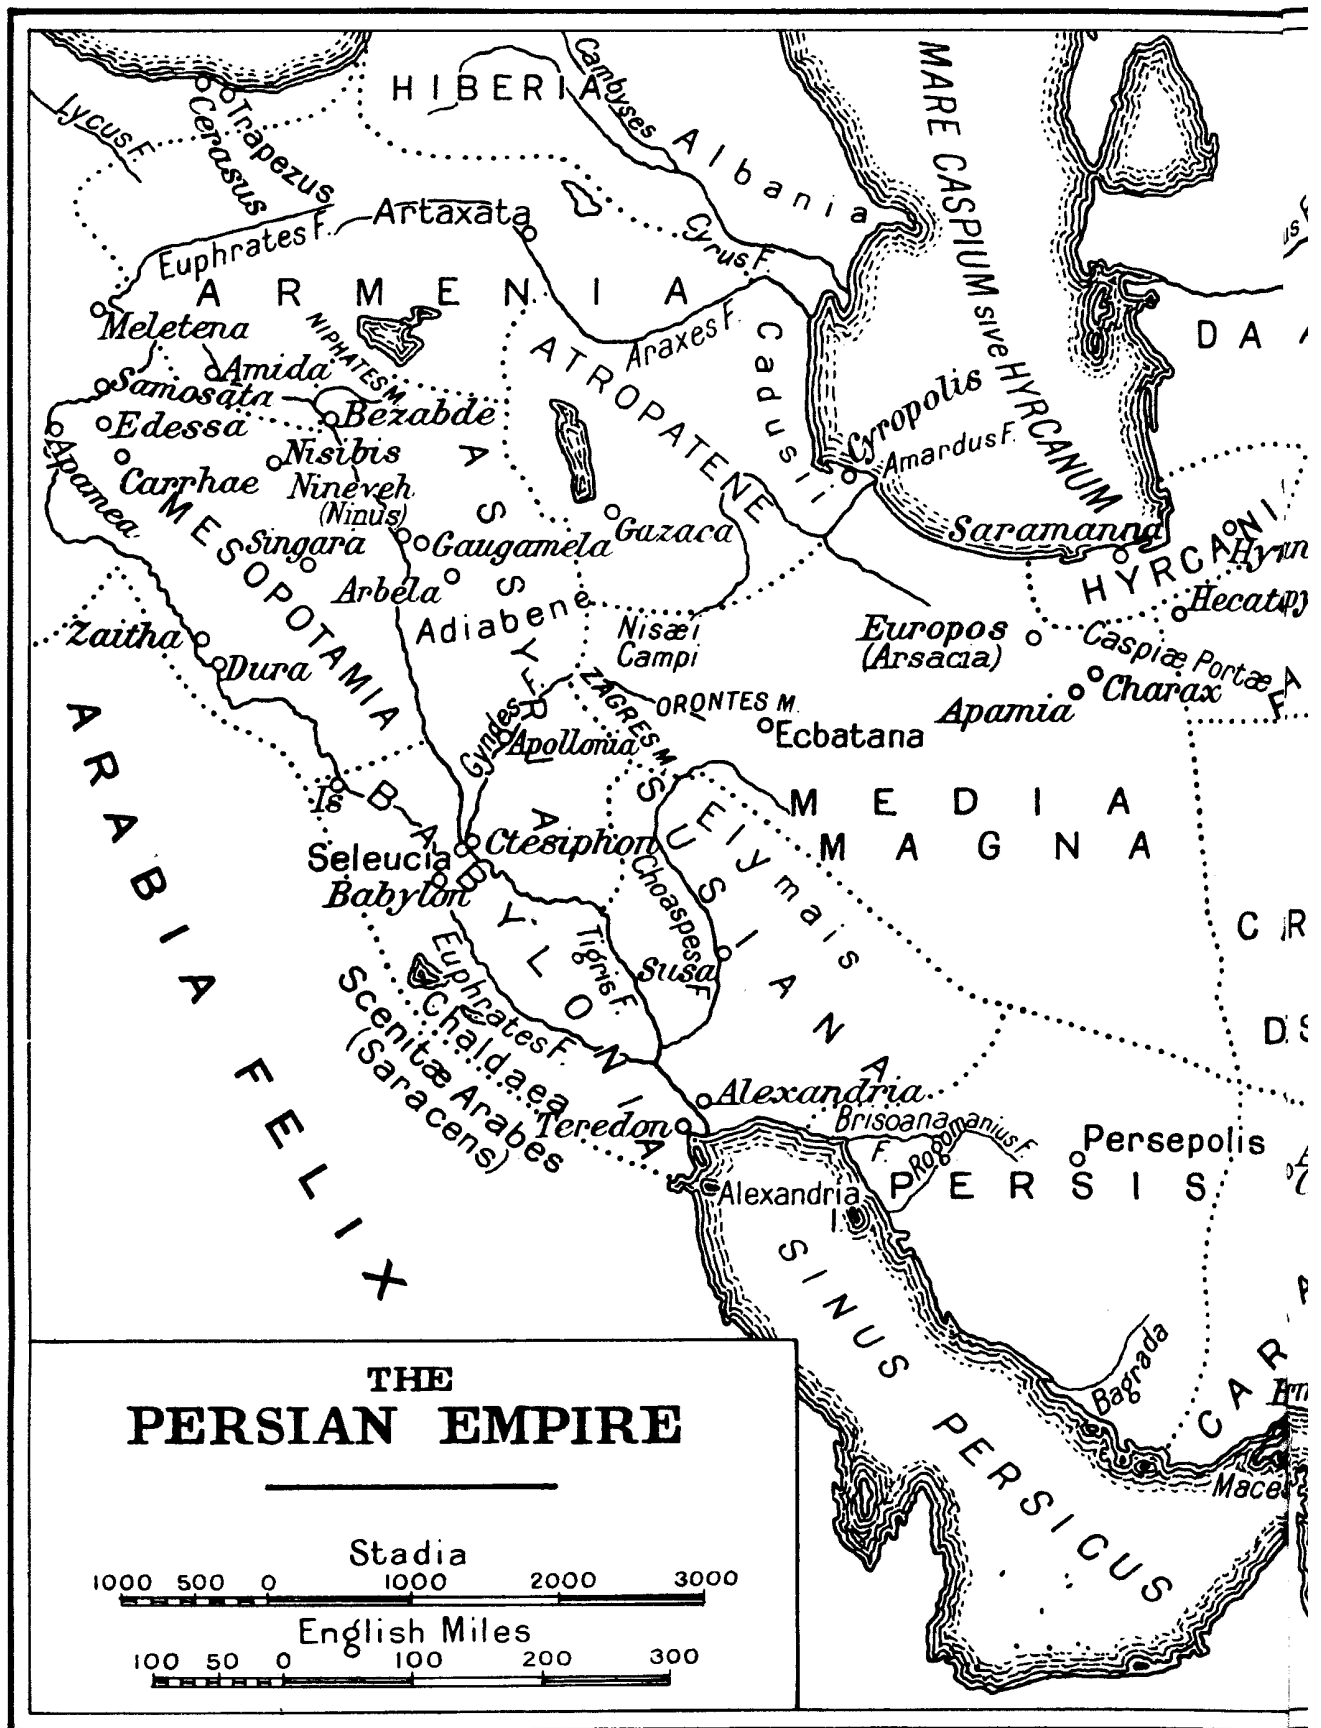 HIBERIA
Cambyses
Albania
MARE CASPIUM sive HYRCANUM
Lycus F.
Cerasus
Trapezus
Artaxata
Euphrates F.
Cyrus F.
ARMENIA
Meletena
NIPHATES M.
Araxes F.
Cadusii
ATROPATENE
DA
Amida
Samosata
Bezabde
Edessa
Apamea
Nisibis
Carrhae
Nineveh
(Ninus)
ASSYRIA
MESOPOTAMIA
Cyropolis
Amardus F.
Singara
Gaugamela
Gazaca
Saramanna
HYRCANI
Arbela
Adiabene
Hecat
Zaitha
Dura
Nisæi
Campi
Europos
(Arsacia)
Caspiæ Portæ
Charax
Apamia
ZAGRES M.
ORONTES M.
Ecbatana
Gyndes F.
Apollonia
ARABIA FELIX
Is
BABYLONIA
SUSIANA
Elymais
MEDIA
MAGNA
Ctesiphon
Seleucia
Babylon
Choaspes F.
Tigris F.
Susa
Euphrates F.
Chaldaea
Scenitæ Arabes
(Saracens)
Alexandria
Teredon
Brisoana
F.
Rogomanius F.
Persepolis
PERSIS
Alexandria
I.
SINUS PERSICUS
Bagrada
CAR
Mace
THE
PERSIAN EMPIRE
Stadia
1000 500 0 1000 2000 3000
English Miles
100 50 0 100 200 300